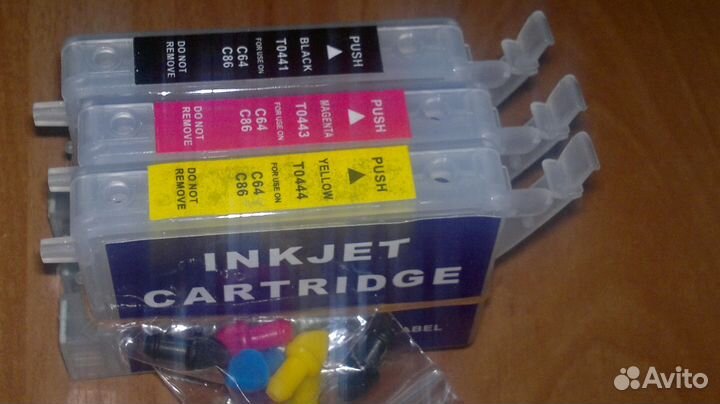 PUSH
BLACK
T0441
FOR USE ON
C64
C86
DO NOT
REMOVE
PUSH
MAGENTA
T0443
FOR USE ON
C64
C86
DO NOT
REMOVE
PUSH
YELLOW
T0444
FOR USE ON
C64
C86
DO NOT
REMOVE
INKJET
CARTRIDGE
ABEL
Avito